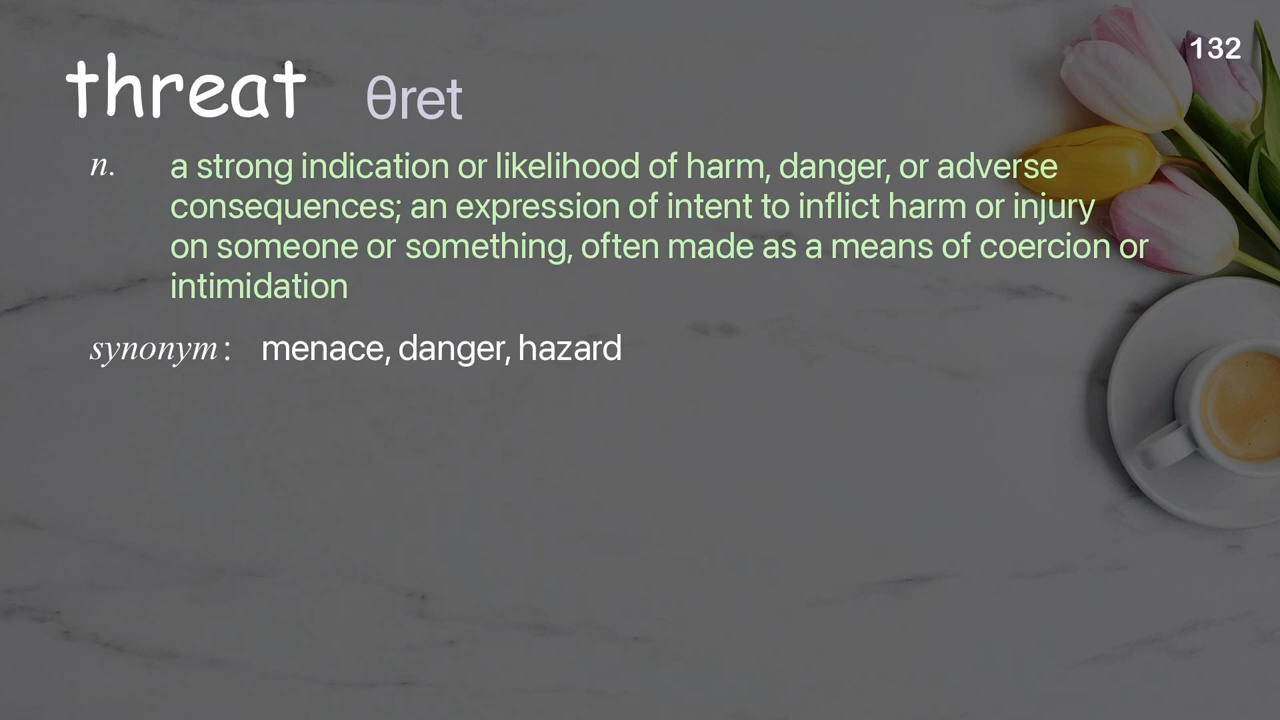 132
threat θret
n. a strong indication or likelihood of harm, danger, or adverse
consequences; an expression of intent to inflict harm or injury
on someone or something, often made as a means of coercion or
intimidation
synonym : menace, danger, hazard